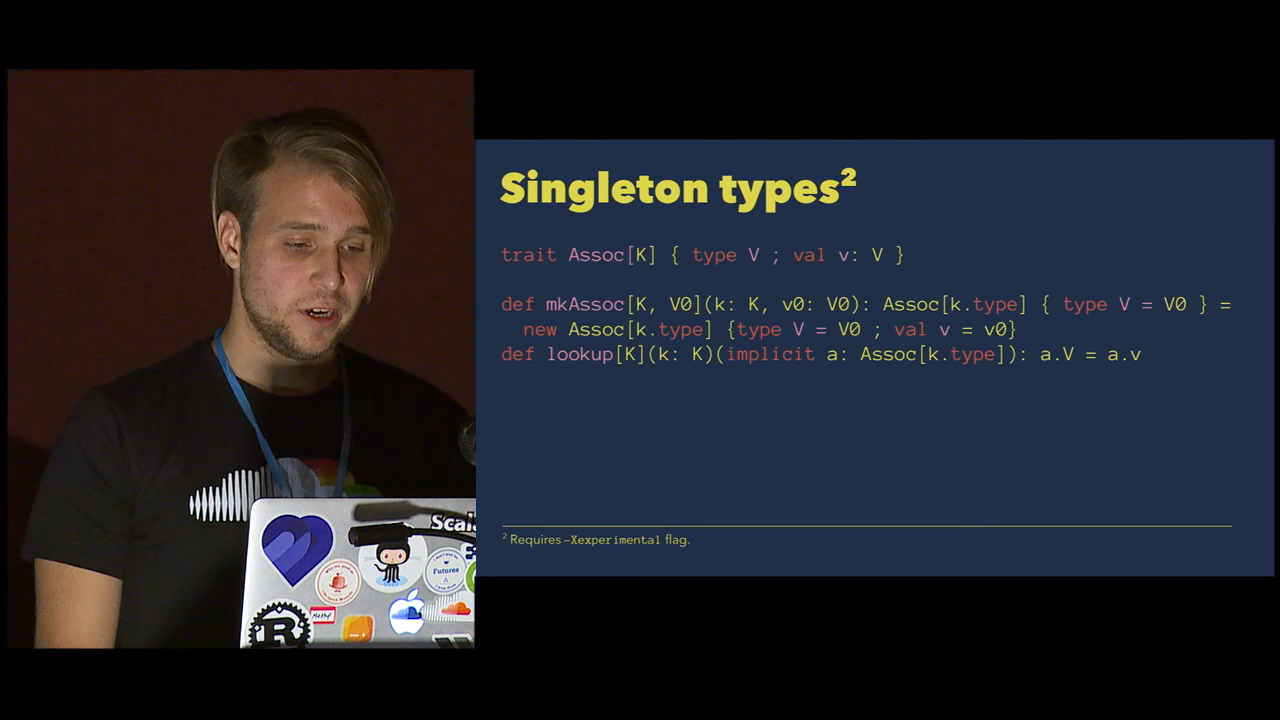 Singleton types²
trait Assoc[K] { type V ; val v: V }
def mkAssoc[K, V0](k: K, v0: V0): Assoc[k.type] { type V = V0 } =
new Assoc[k.type] {type V = V0 ; val v = v0}
def lookup[K](k: K)(implicit a: Assoc[k.type]): a.V = a.v
² Requires -Xexperimental flag.
Scal
Futures
R